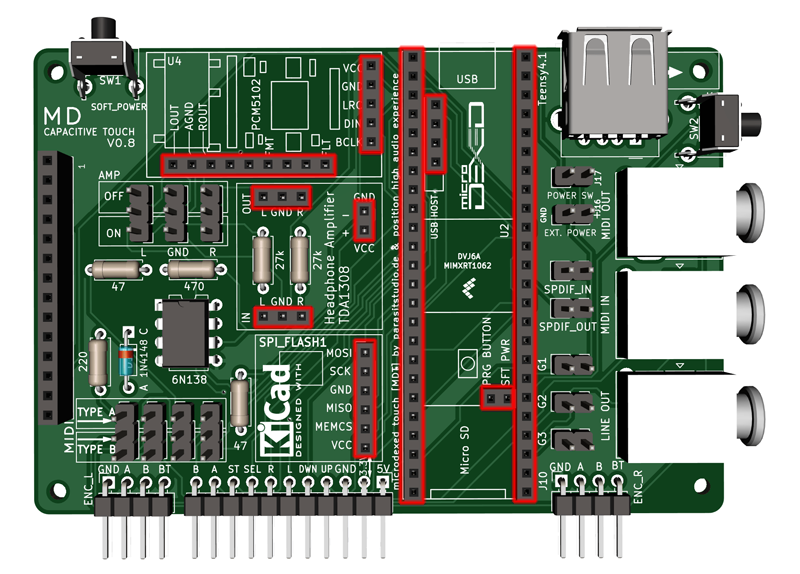 SW1
SOFT_POWER
MD
CAPACITIVE TOUCH
V0.8
1
U4
LOUT
AGND
ROUT
PCM5102
FMT
LT
VCC
GND
LRC
DIN
BCLK
AMP
OFF
ON
L GND R
OUT
L GND R
GND
- +
VCC
27k
27k
Headphone Amplifier
TDA1308
L GND R
IN
47
470
220
A 1N4148 C
6N138
47
MIDI
TYPE A
TYPE B
SPI_FLASH1
KiCad
DESIGNED WITH
MOSI
SCK
GND
MISO
MEMCS
VCC
microdexed touch (MDT) by parasitstudio.de & position high audio experience
USB
Teensy4.1
micro
DEXED
USB HOST
U2
DVJ6A
MIMXRT1062
PRG BUTTON
SFT PWR
Micro SD
J10
SW2
J17
POWER SW
GND
+J16
EXT. POWER
MIDI OUT
SPDIF_IN
SPDIF_OUT
MIDI IN
G1
G2
G3
LINE OUT
ENC_L
GND A B BT
B A ST SEL R L DWN UP GND 3.3 5V
GND A B BT
ENC_R